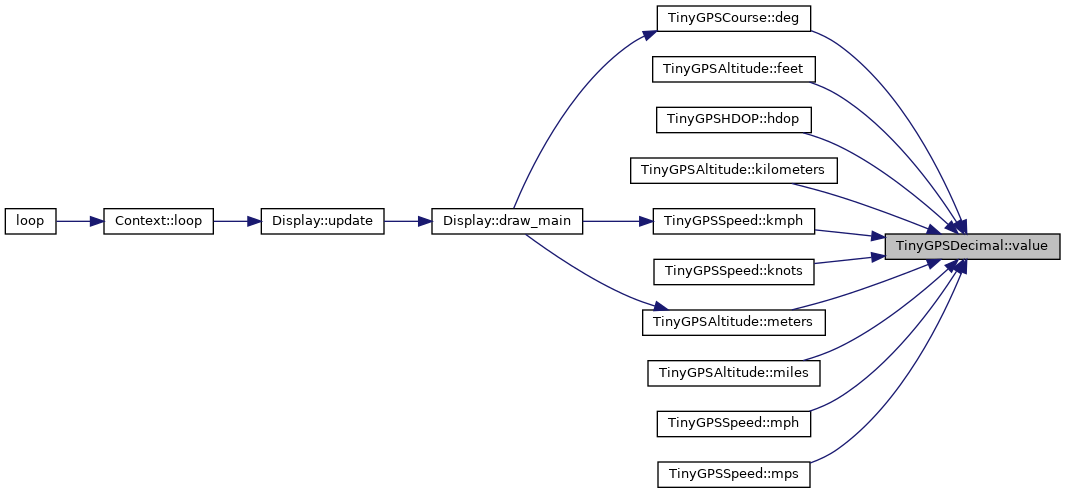 TinyGPSCourse::deg
TinyGPSAltitude::feet
TinyGPSHDOP::hdop
TinyGPSAltitude::kilometers
loop
Context::loop
Display::update
Display::draw_main
TinyGPSSpeed::kmph
TinyGPSDecimal::value
TinyGPSSpeed::knots
TinyGPSAltitude::meters
TinyGPSAltitude::miles
TinyGPSSpeed::mph
TinyGPSSpeed::mps